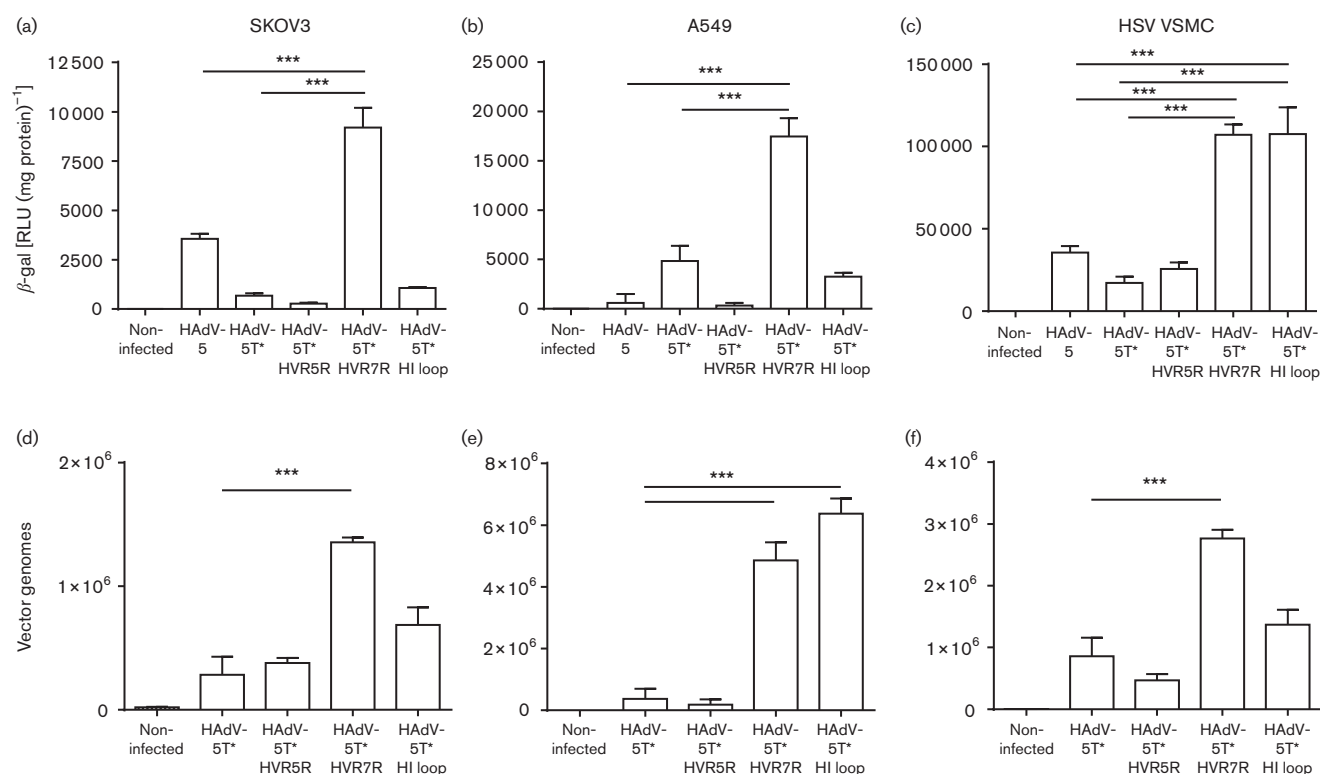 (a) SKOV3
β-gal [RLU (mg protein)⁻¹]
12 500
10 000
7500
5000
2500
0
***
***
Non-infected
HAdV-5
HAdV-5T*
HAdV-5T* HVR5R
HAdV-5T* HVR7R
HAdV-5T* HI loop
(b) A549
25 000
20 000
15 000
10 000
5000
0
***
***
Non-infected
HAdV-5
HAdV-5T*
HAdV-5T* HVR5R
HAdV-5T* HVR7R
HAdV-5T* HI loop
(c) HSV VSMC
150 000
100 000
50 000
0
***
***
***
***
Non-infected
HAdV-5
HAdV-5T*
HAdV-5T* HVR5R
HAdV-5T* HVR7R
HAdV-5T* HI loop
(d)
Vector genomes
2 × 10⁶
1 × 10⁶
0
***
Non-infected
HAdV-5T*
HAdV-5T* HVR5R
HAdV-5T* HVR7R
HAdV-5T* HI loop
(e)
8 × 10⁶
6 × 10⁶
4 × 10⁶
2 × 10⁶
0
***
Non-infected
HAdV-5T*
HAdV-5T* HVR5R
HAdV-5T* HVR7R
HAdV-5T* HI loop
(f)
4 × 10⁶
3 × 10⁶
2 × 10⁶
1 × 10⁶
0
***
Non-infected
HAdV-5T*
HAdV-5T* HVR5R
HAdV-5T* HVR7R
HAdV-5T* HI loop